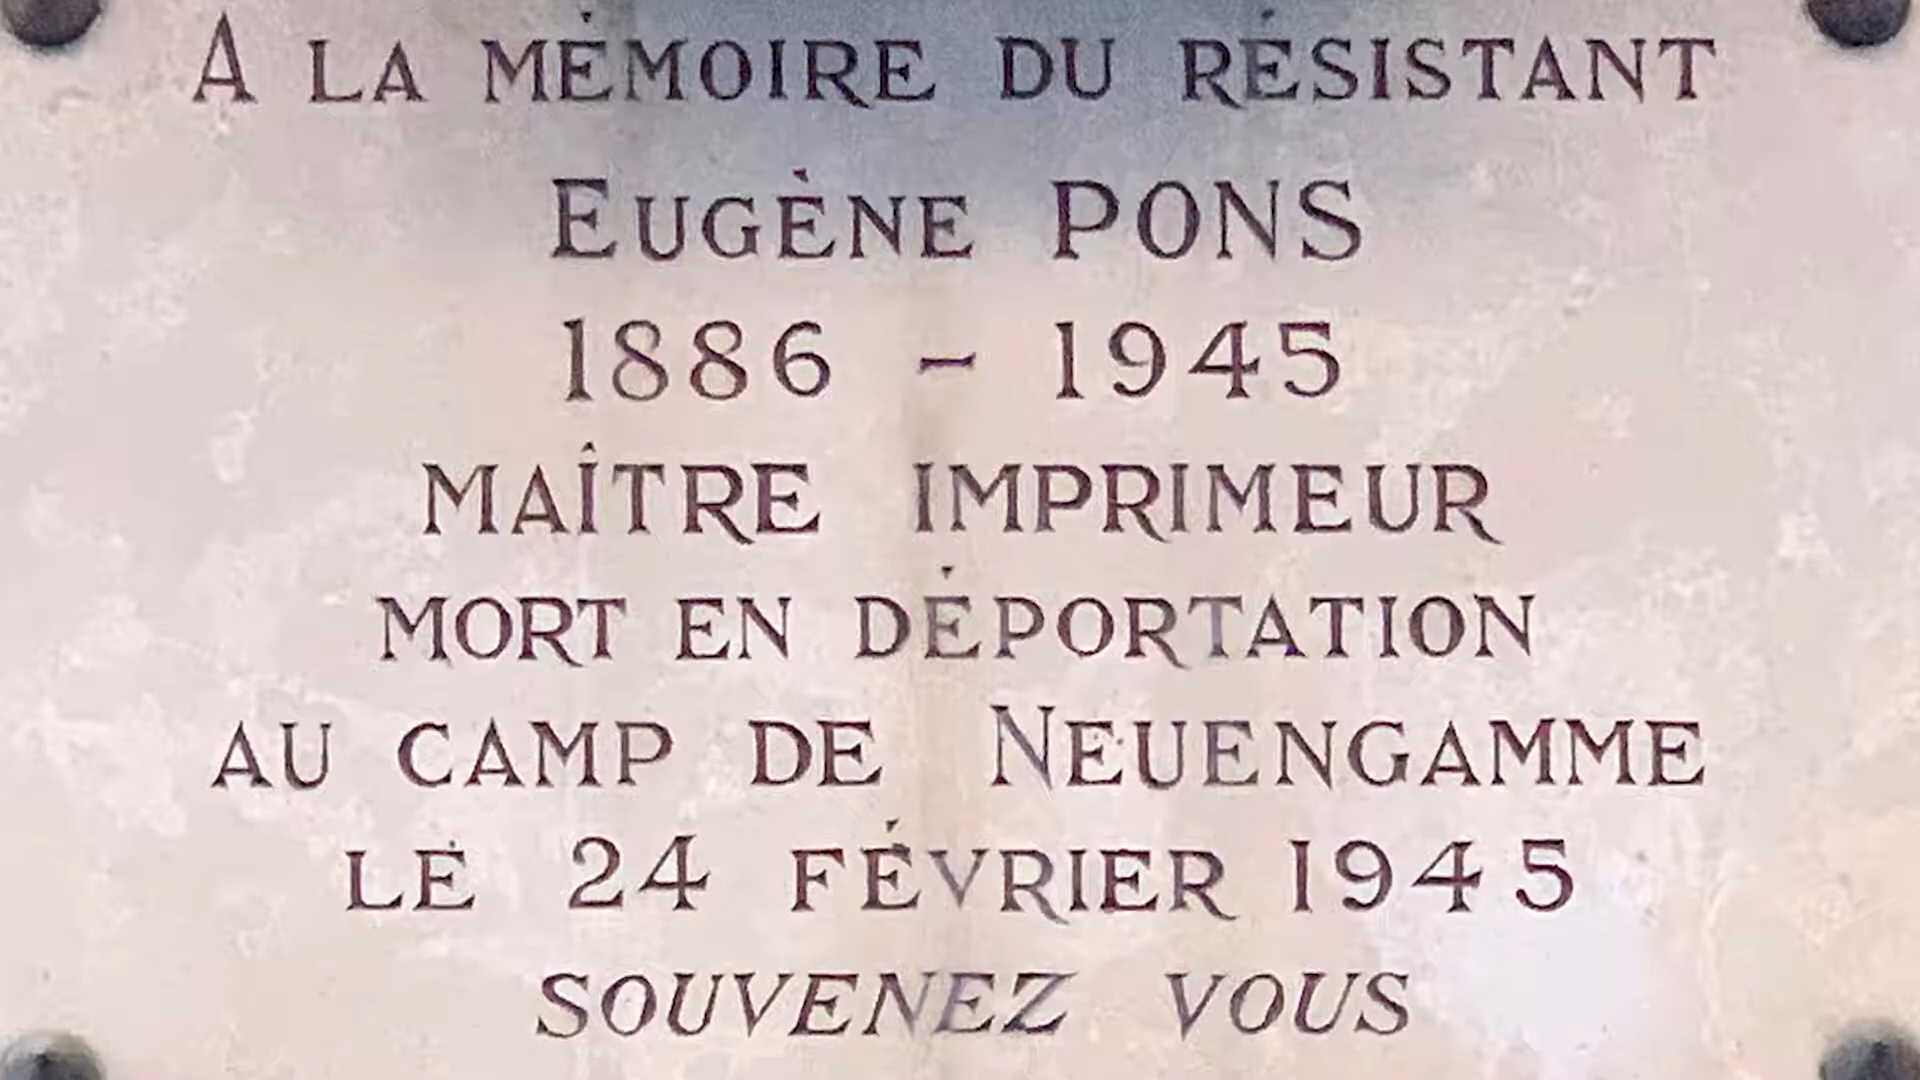 A LA MÉMOIRE DU RÉSISTANT
EUGÈNE PONS
1886 - 1945
MAÎTRE IMPRIMEUR
MORT EN DÉPORTATION
AU CAMP DE NEUENGAMME
LE 24 FÉVRIER 1945
SOUVENEZ VOUS